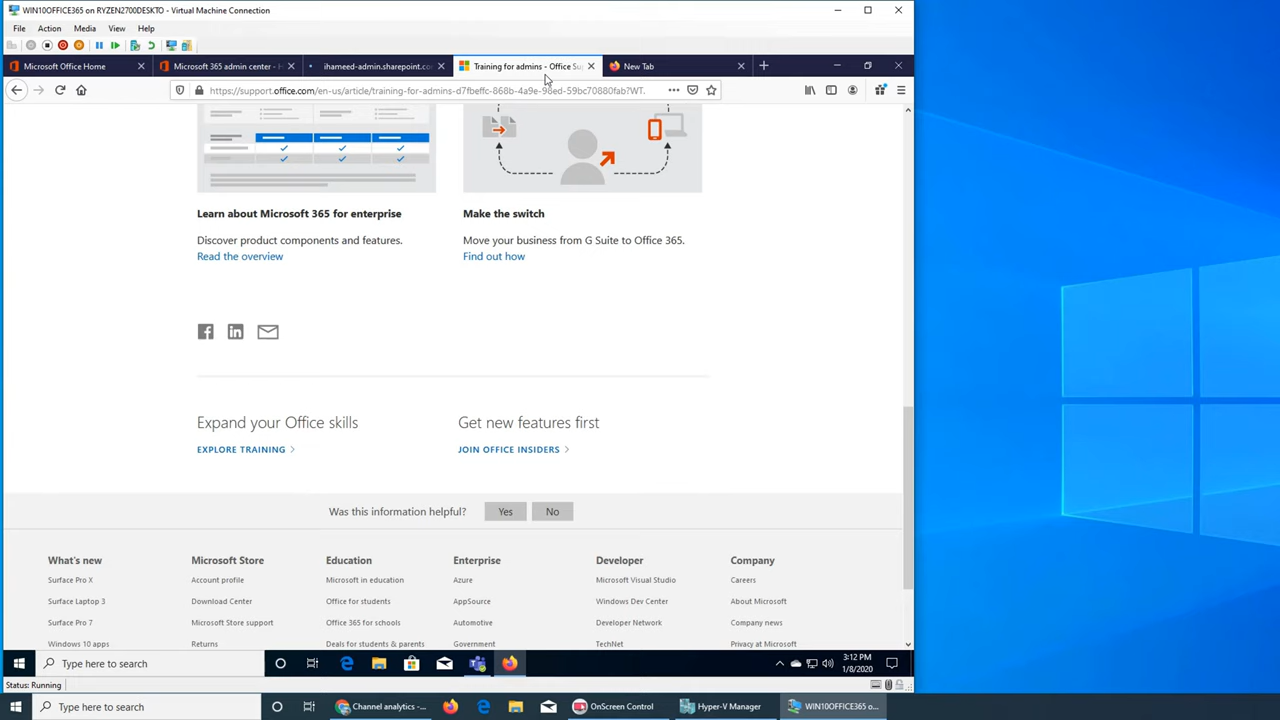 WIN10OFFICE365 on RYZEN2700DESKTO - Virtual Machine Connection
File Action Media View Help
Microsoft Office Home
Microsoft 365 admin center - H
ihameed-admin.sharepoint.co
Training for admins - Office Su
New Tab
https://support.office.com/en-us/article/training-for-admins-d7fbeffc-868b-4a9e-98ed-59bc70880fab?WT.
Learn about Microsoft 365 for enterprise
Discover product components and features.
Read the overview
Make the switch
Move your business from G Suite to Office 365.
Find out how
Expand your Office skills
EXPLORE TRAINING
Get new features first
JOIN OFFICE INSIDERS
Was this information helpful? Yes No
What's new Microsoft Store Education Enterprise Developer Company
Surface Pro X Account profile Microsoft in education Azure Microsoft Visual Studio Careers
Surface Laptop 3 Download Center Office for students AppSource Windows Dev Center About Microsoft
Surface Pro 7 Microsoft Store support Office 365 for schools Automotive Developer Network Company news
Windows 10 apps Returns Deals for students & parents Government TechNet Privacy at Microsoft
Type here to search
3:12 PM
1/8/2020
Status: Running
Type here to search
Channel analytics -...
OnScreen Control
Hyper-V Manager
WIN10OFFICE365 o...